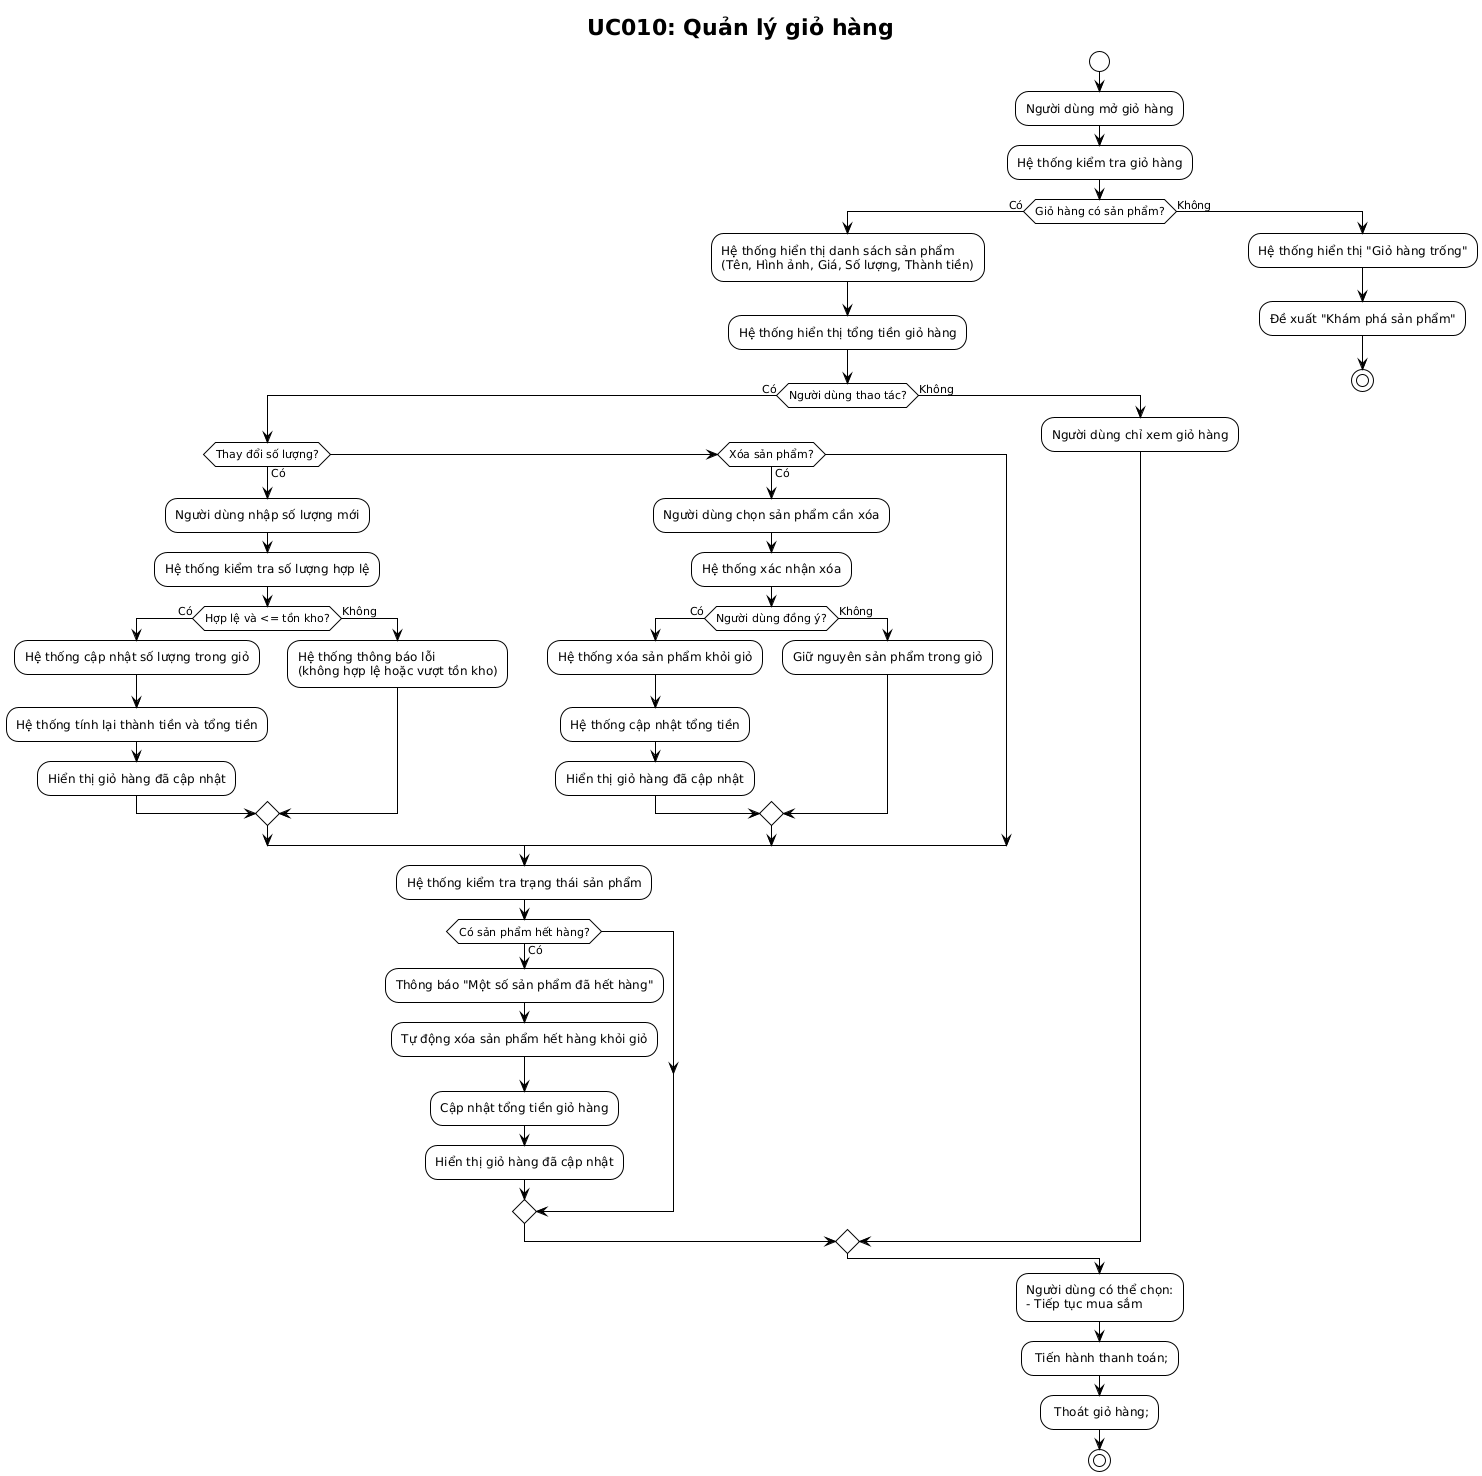 UC010: Quản lý giỏ hàng
Người dùng mở giỏ hàng
Hệ thống kiểm tra giỏ hàng
Giỏ hàng có sản phẩm?
Có
Không
Hệ thống hiển thị danh sách sản phẩm
(Tên, Hình ảnh, Giá, Số lượng, Thành tiền)
Hệ thống hiển thị "Giỏ hàng trống"
Hệ thống hiển thị tổng tiền giỏ hàng
Đề xuất "Khám phá sản phẩm"
Người dùng thao tác?
Có
Không
Người dùng chỉ xem giỏ hàng
Thay đổi số lượng?
Có
Người dùng nhập số lượng mới
Hệ thống kiểm tra số lượng hợp lệ
Hợp lệ và <= tồn kho?
Có
Không
Hệ thống cập nhật số lượng trong giỏ
Hệ thống tính lại thành tiền và tổng tiền
Hiển thị giỏ hàng đã cập nhật
Hệ thống thông báo lỗi
(không hợp lệ hoặc vượt tồn kho)
Xóa sản phẩm?
Có
Người dùng chọn sản phẩm cần xóa
Hệ thống xác nhận xóa
Người dùng đồng ý?
Có
Không
Hệ thống xóa sản phẩm khỏi giỏ
Hệ thống cập nhật tổng tiền
Hiển thị giỏ hàng đã cập nhật
Giữ nguyên sản phẩm trong giỏ
Hệ thống kiểm tra trạng thái sản phẩm
Có sản phẩm hết hàng?
Có
Thông báo "Một số sản phẩm đã hết hàng"
Tự động xóa sản phẩm hết hàng khỏi giỏ
Cập nhật tổng tiền giỏ hàng
Hiển thị giỏ hàng đã cập nhật
Người dùng có thể chọn:
- Tiếp tục mua sắm
Tiến hành thanh toán;
Thoát giỏ hàng;